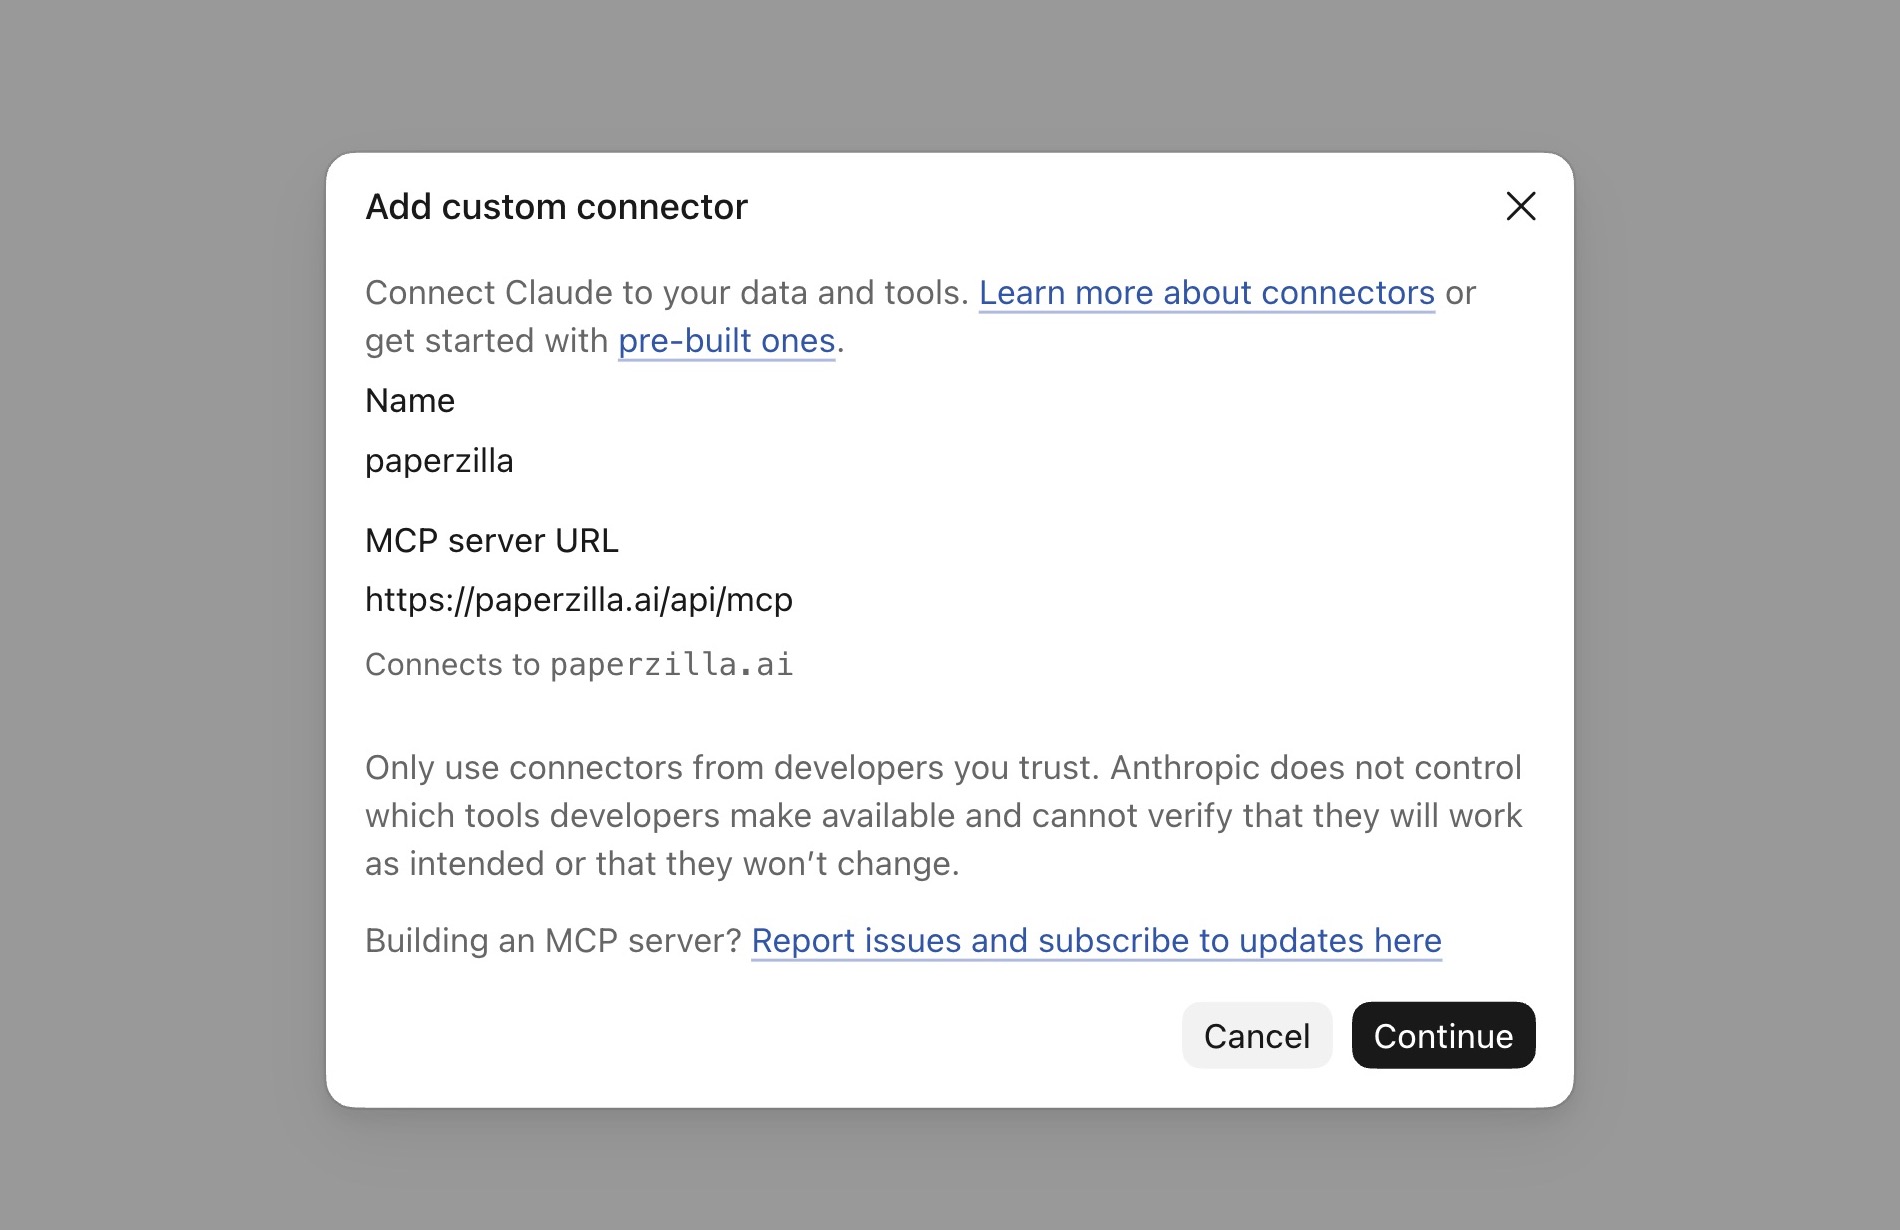 Add custom connector
Connect Claude to your data and tools. Learn more about connectors or
get started with pre-built ones.
Name
paperzilla
MCP server URL
https://paperzilla.ai/api/mcp
Connects to paperzilla.ai
Only use connectors from developers you trust. Anthropic does not control
which tools developers make available and cannot verify that they will work
as intended or that they won’t change.
Building an MCP server? Report issues and subscribe to updates here
Cancel Continue